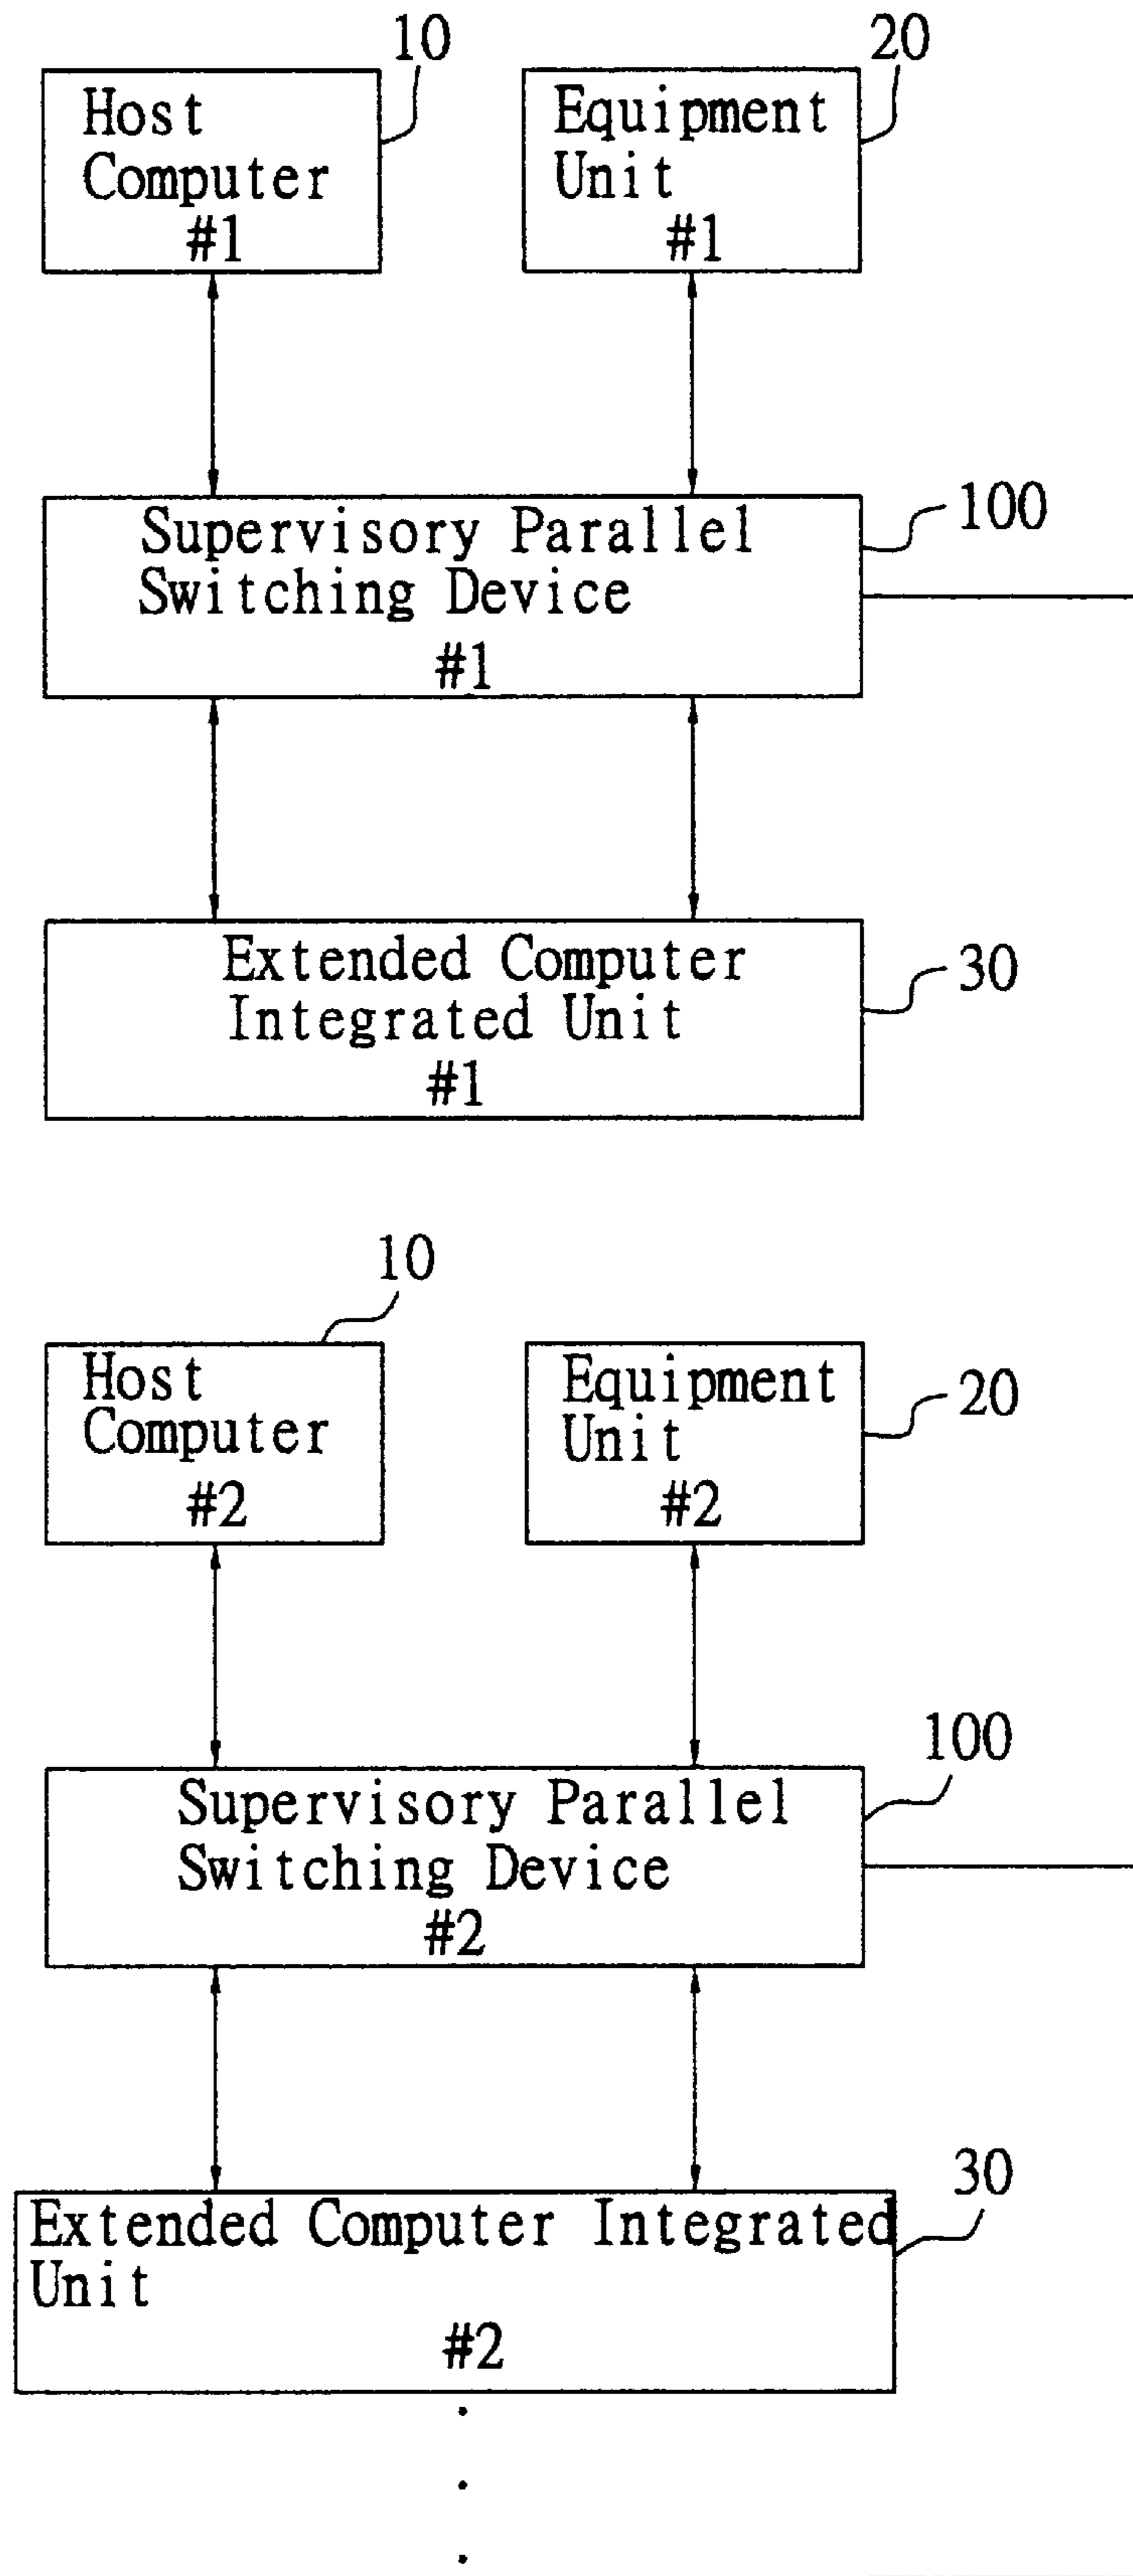 10
20
Host
Computer
#1
Equipment
Unit
#1
Supervisory Parallel
Switching Device
#1
100
Extended Computer
Integrated Unit
#1
30
10
Host
Computer
#2
Equipment
Unit
#2
20
100
Supervisory Parallel
Switching Device
#2
30
Extended Computer Integrated
Unit
#2